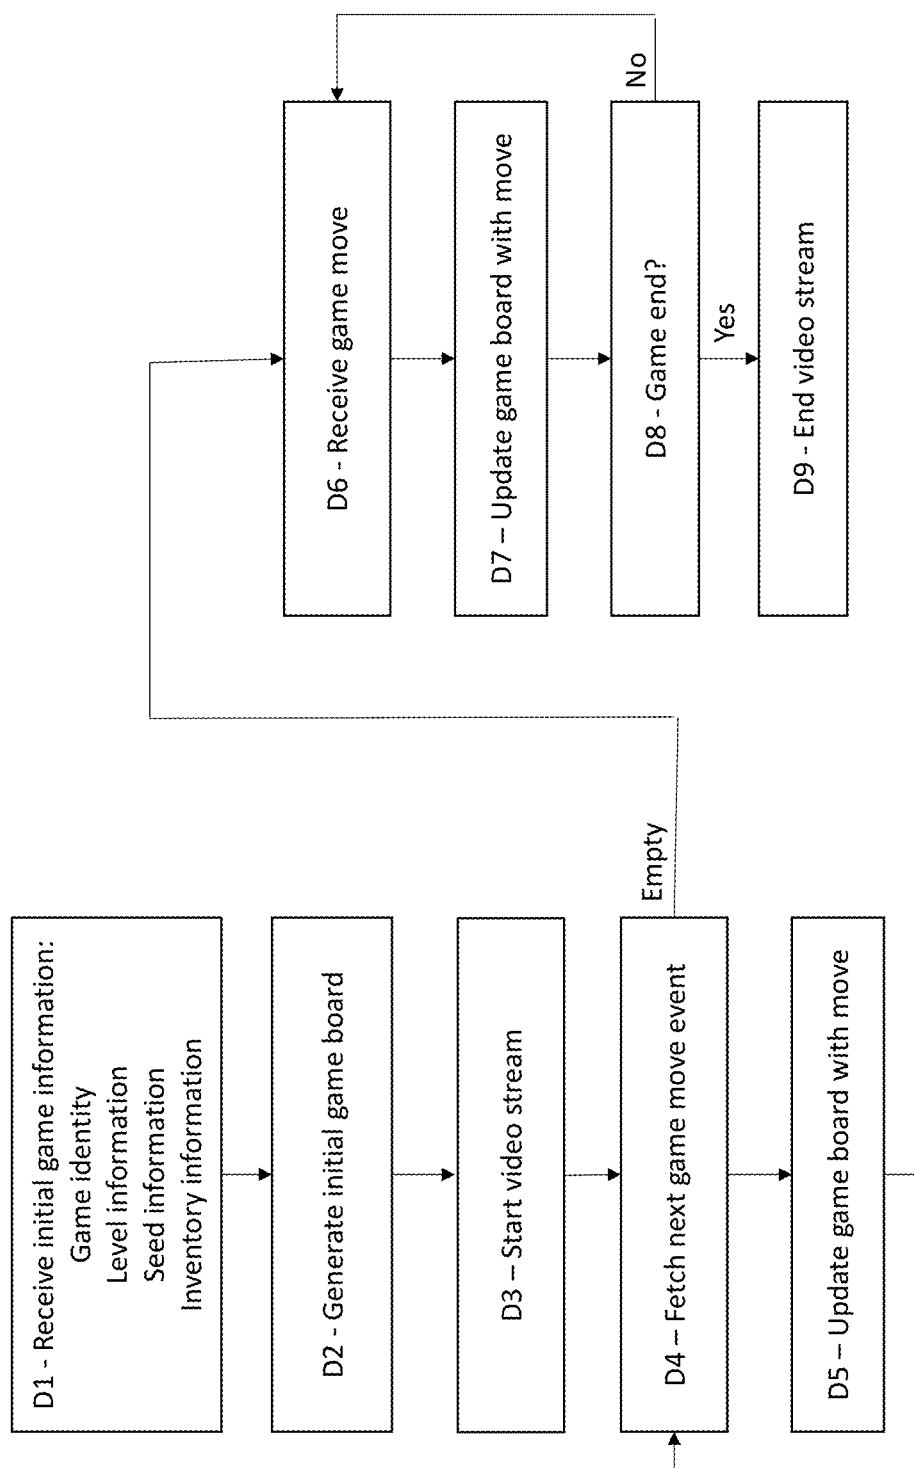 D1 - Receive initial game information:
Game identity
Level information
Seed information
Inventory information
D2 - Generate initial game board
D3 – Start video stream
D4 – Fetch next game move event
Empty
D5 – Update game board with move
D6 - Receive game move
D7 – Update game board with move
D8 - Game end?
No
Yes
D9 - End video stream